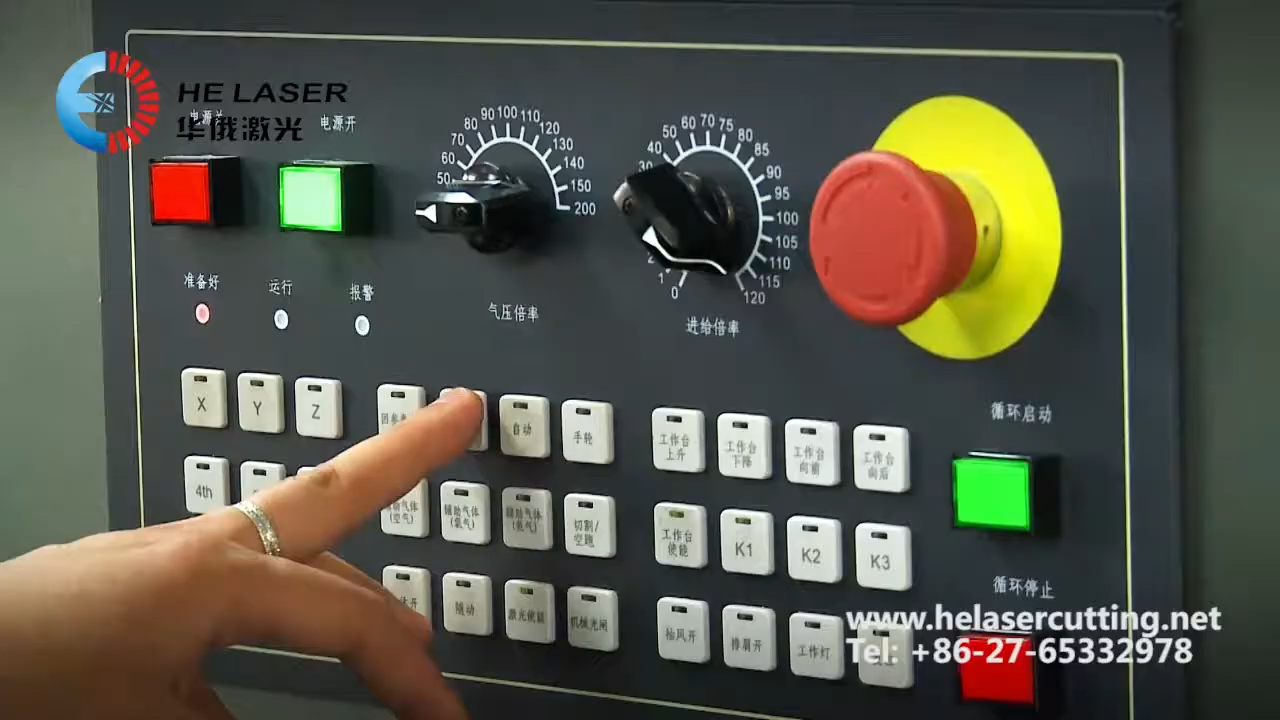 HE LASER
华俄激光
电源开
50
60
70
80
90
100
110
120
130
140
150
200
气压倍率
0
1
30
40
50
60
70
75
80
85
90
95
100
105
110
115
120
进给倍率
准备好
运行
报警
循环启动
X
Y
Z
自动
手轮
工作台
上升
工作台
下降
工作台
向前
工作台
向后
4th
辅助气体
(空气)
辅助气体
(氧气)
辅助气体
(氮气)
切割/
空跑
工作台
使能
K1
K2
K3
循环停止
随动
激光使能
机械光闸
抽风开
排屑开
工作灯
www.helasercutting.net
Tel: +86-27-65332978